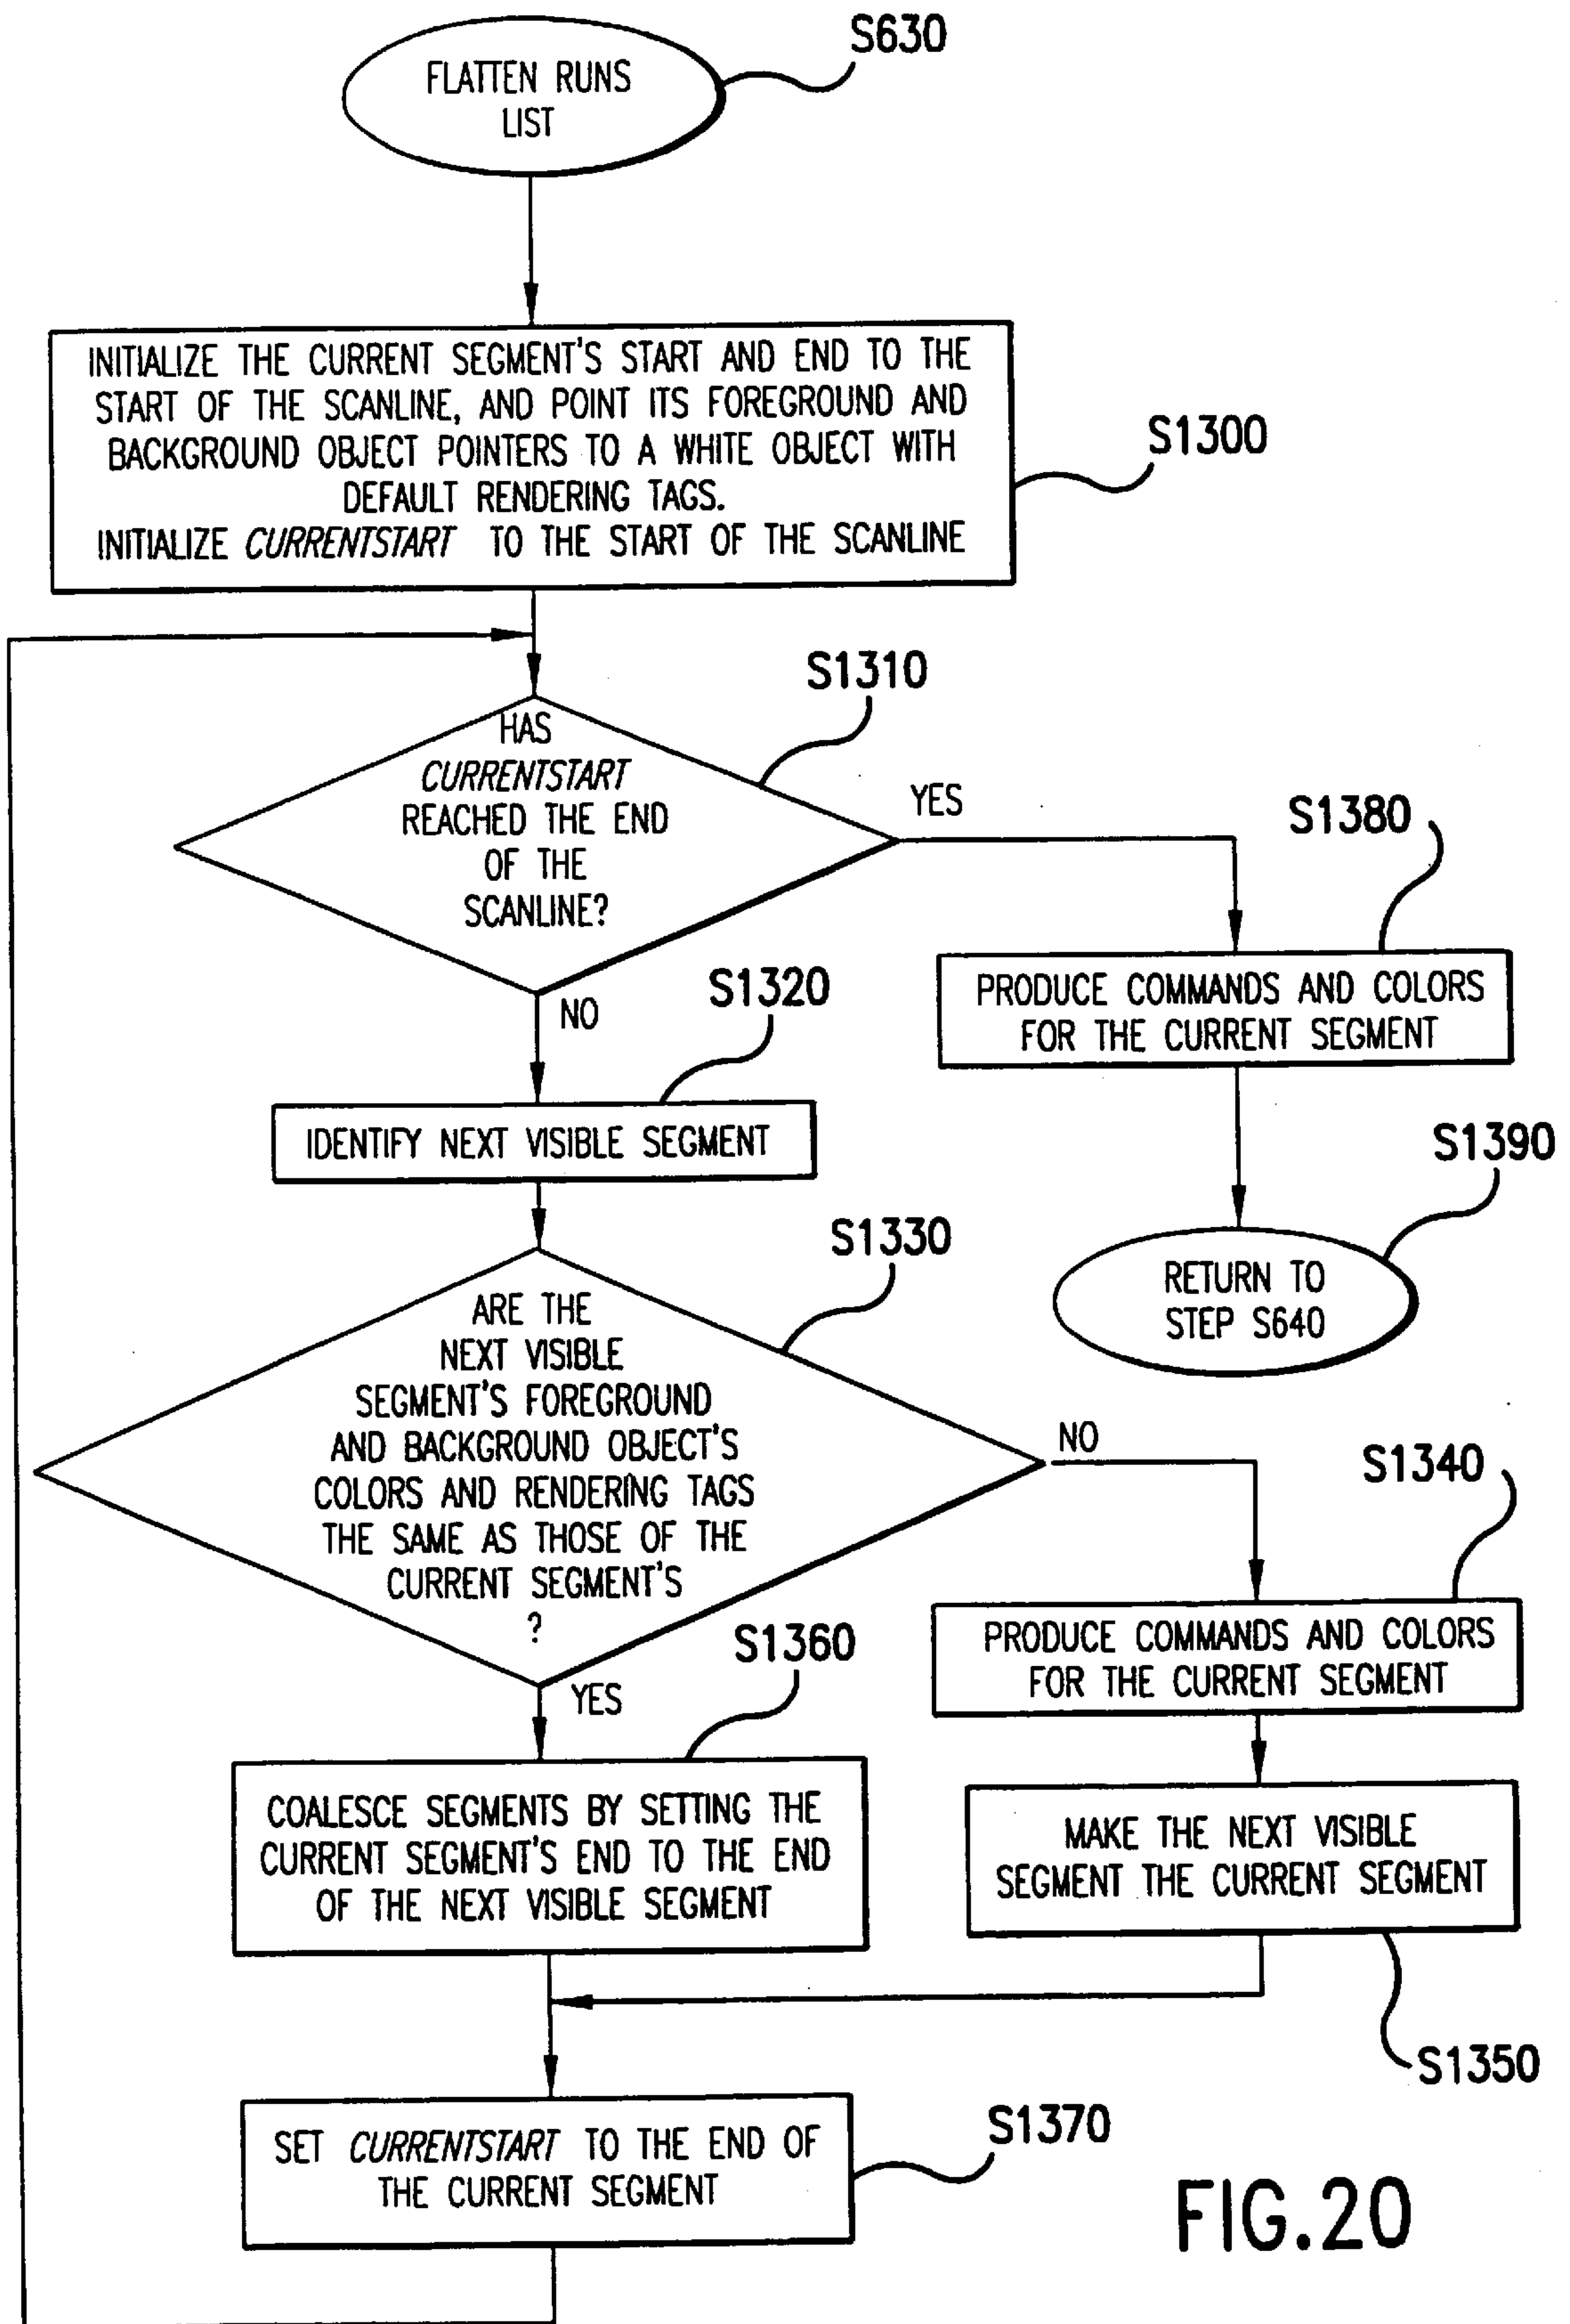 S630
FLATTEN RUNS
LIST
INITIALIZE THE CURRENT SEGMENT'S START AND END TO THE
START OF THE SCANLINE, AND POINT ITS FOREGROUND AND
BACKGROUND OBJECT POINTERS TO A WHITE OBJECT WITH
DEFAULT RENDERING TAGS.
INITIALIZE CURRENTSTART TO THE START OF THE SCANLINE
S1300
S1310
HAS
CURRENTSTART
REACHED THE END
OF THE
SCANLINE?
YES
NO
S1380
PRODUCE COMMANDS AND COLORS
FOR THE CURRENT SEGMENT
S1320
IDENTIFY NEXT VISIBLE SEGMENT
S1390
RETURN TO
STEP S640
S1330
ARE THE
NEXT VISIBLE
SEGMENT'S FOREGROUND
AND BACKGROUND OBJECT'S
COLORS AND RENDERING TAGS
THE SAME AS THOSE OF THE
CURRENT SEGMENT'S
?
NO
YES
S1340
PRODUCE COMMANDS AND COLORS
FOR THE CURRENT SEGMENT
S1360
COALESCE SEGMENTS BY SETTING THE
CURRENT SEGMENT'S END TO THE END
OF THE NEXT VISIBLE SEGMENT
MAKE THE NEXT VISIBLE
SEGMENT THE CURRENT SEGMENT
S1350
SET CURRENTSTART TO THE END OF
THE CURRENT SEGMENT
S1370
FIG.20